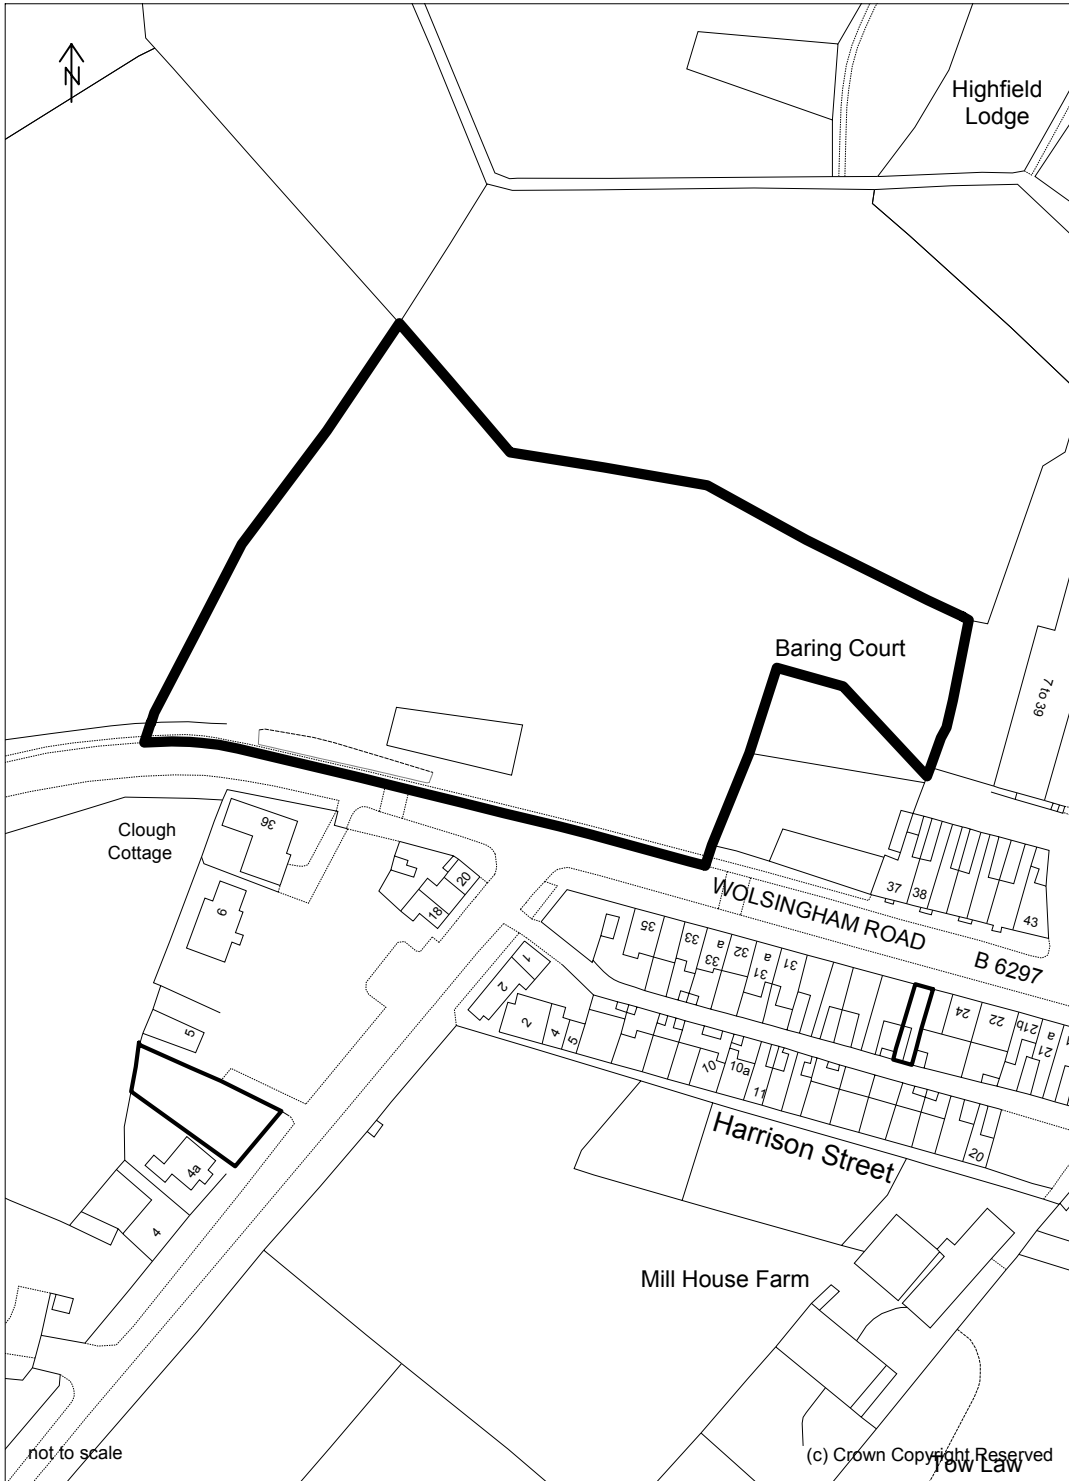 N
Highfield
Lodge
Baring Court
7 to 39
Clough
Cottage
36
20
18
6
5
37
38
43
WOLSINGHAM ROAD
B 6297
35
33
33
a
32
31
a
31
24
22
21b
21
a
1
2
2
4
5
10
10a
11
20
Harrison Street
4a
4
Mill House Farm
not to scale
(c) Crown Copyright Reserved
Tow Law